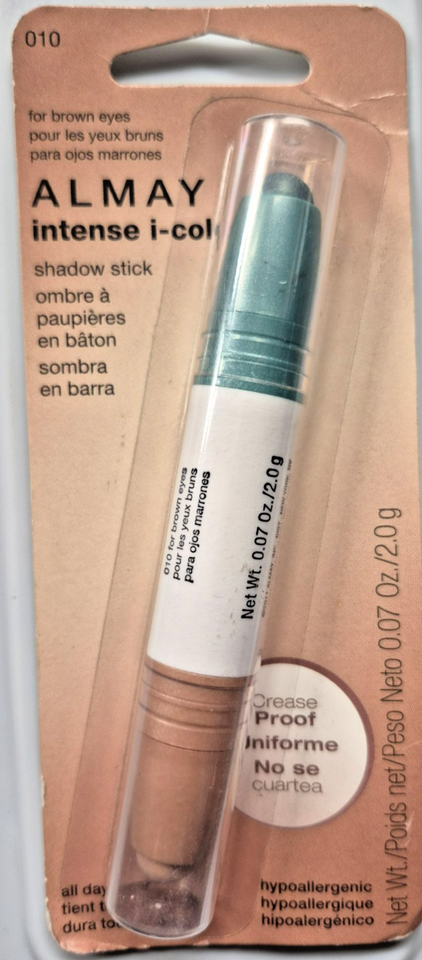 010
for brown eyes
pour les yeux bruns
para ojos marrones
ALMAY
intense i-col
shadow stick
ombre à
paupières
en bâton
sombra
en barra
010 for brown eyes
pour les yeux bruns
para ojos marrones
Net Wt. 0.07 Oz./2.0 g
Crease
Proof
Uniforme
No se
cuartea
Net Wt./Poids net/Peso Neto 0.07 Oz./2.0 g
all day
tient t
dura to
hypoallergenic
hypoallergique
hipoalergénico